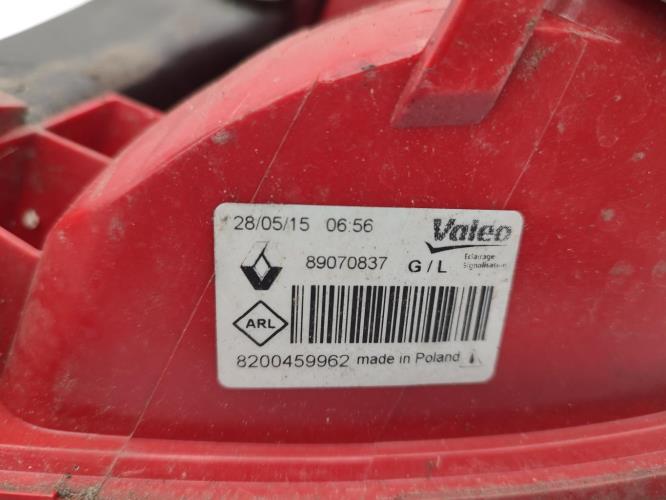 28/05/15 06:56
Valeo
Eclairage
Signalisation
89070837 G/L
ARL
8200459962 made in Poland